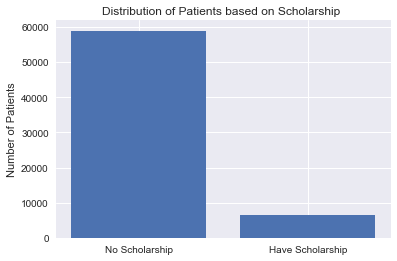 Distribution of Patients based on Scholarship
60000
50000
40000
30000
20000
10000
0
Number of Patients
No Scholarship
Have Scholarship